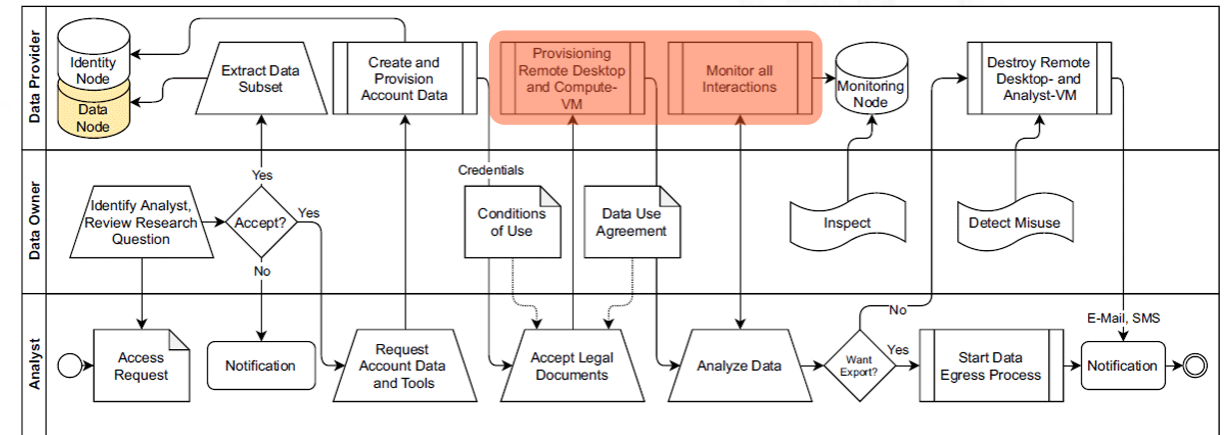 Data Provider
Identity
Node
Data
Node
Extract Data
Subset
Create and
Provision
Account Data
Provisioning
Remote Desktop
and Compute-
VM
Monitor all
Interactions
Monitoring
Node
Destroy Remote
Desktop- and
Analyst-VM
Data Owner
Identify Analyst,
Review Research
Question
Yes
Accept?
Yes
No
Credentials
Conditions
of Use
Data Use
Agreement
Inspect
Detect Misuse
Analyst
Access
Request
Notification
Request
Account Data
and Tools
Accept Legal
Documents
Analyze Data
No
Want
Export?
Yes
Start Data
Egress Process
E-Mail, SMS
Notification